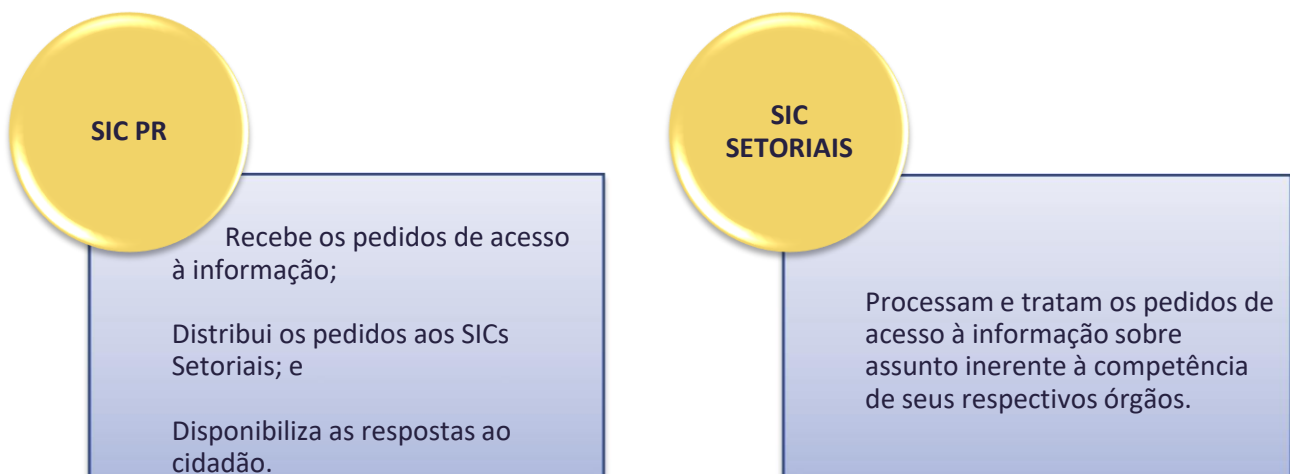 SIC PR
Recebe os pedidos de acesso
à informação;
Distribui os pedidos aos SICs
Setoriais; e
Disponibiliza as respostas ao
cidadão.
SIC
SETORIAIS
Processam e tratam os pedidos de
acesso à informação sobre
assunto inerente à competência
de seus respectivos órgãos.